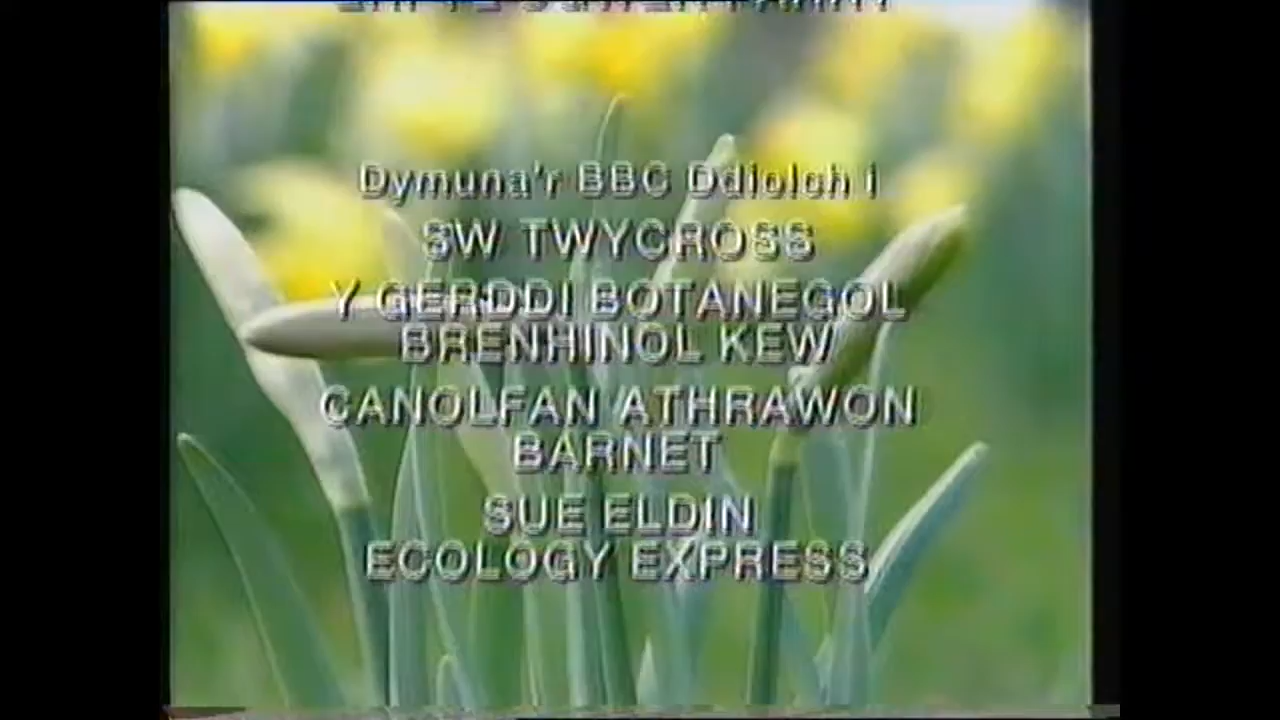 Dymuna'r BBC Ddiolch i
SW TWYCROSS
Y GERDDI BOTANEGOL
BRENHINOL KEW
CANOLFAN ATHRAWON
BARNET
SUE ELDIN
ECOLOGY EXPRESS